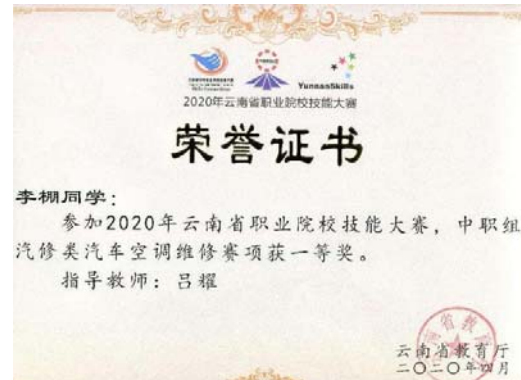 YunnanSkills
2020年云南省职业院校技能大赛
荣誉证书
李棚同学：
参加2020年云南省职业院校技能大赛，中职组
汽修类汽车空调维修赛项获一等奖。
指导教师：吕耀
云南省教育厅
二〇二〇年四月